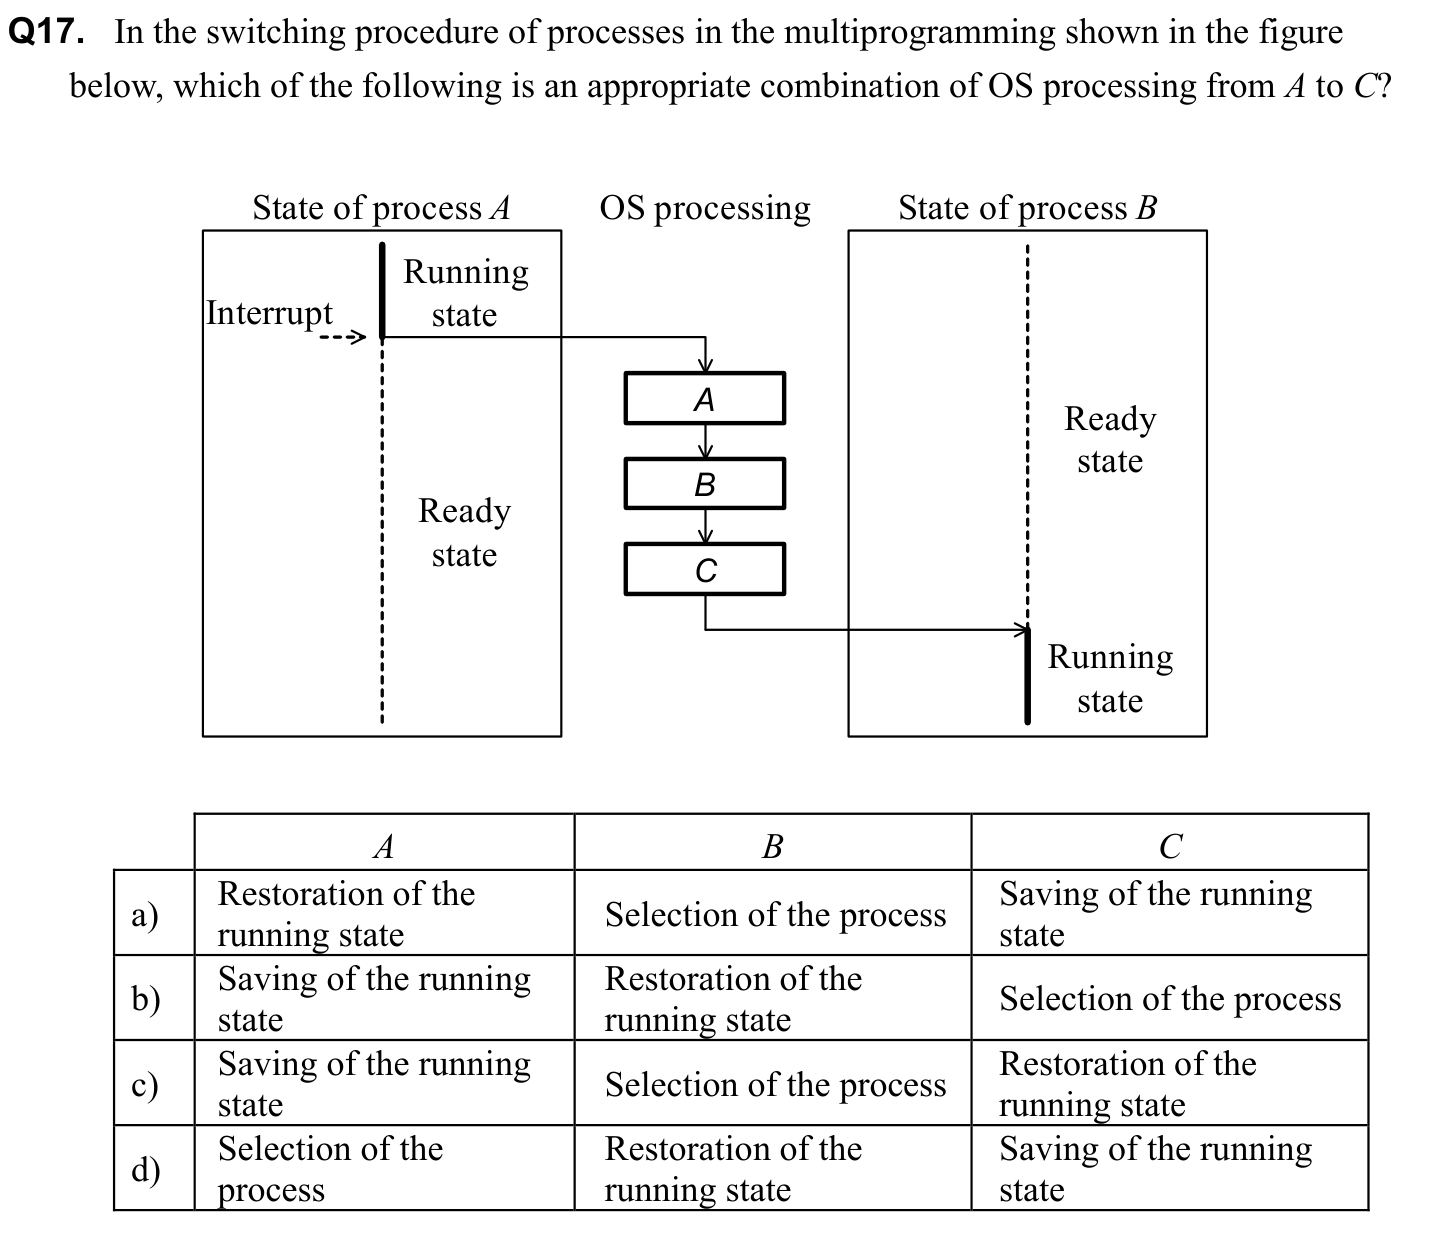 Q17. In the switching procedure of processes in the multiprogramming shown in the figure
below, which of the following is an appropriate combination of OS processing from A to C?
State of process A
OS processing
State of process B
Running
state
Interrupt
A
B
C
Ready
state
Ready
state
Running
state
A B C
a)
Restoration of the
running state
Selection of the process
Saving of the running
state
b)
Saving of the running
state
Restoration of the
running state
Selection of the process
c)
Saving of the running
state
Selection of the process
Restoration of the
running state
d)
Selection of the
process
Restoration of the
running state
Saving of the running
state